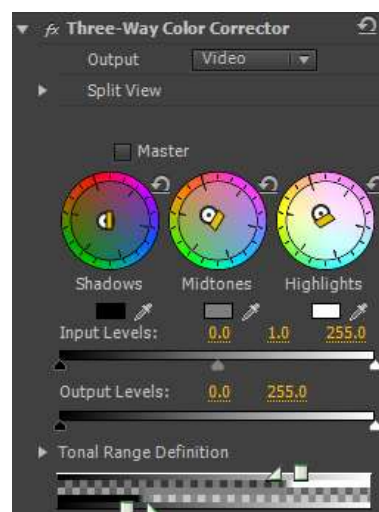 fx Three-Way Color Corrector
Output Video
Split View
Master
Shadows Midtones Highlights
Input Levels: 0.0 1.0 255.0
Output Levels: 0.0 255.0
Tonal Range Definition